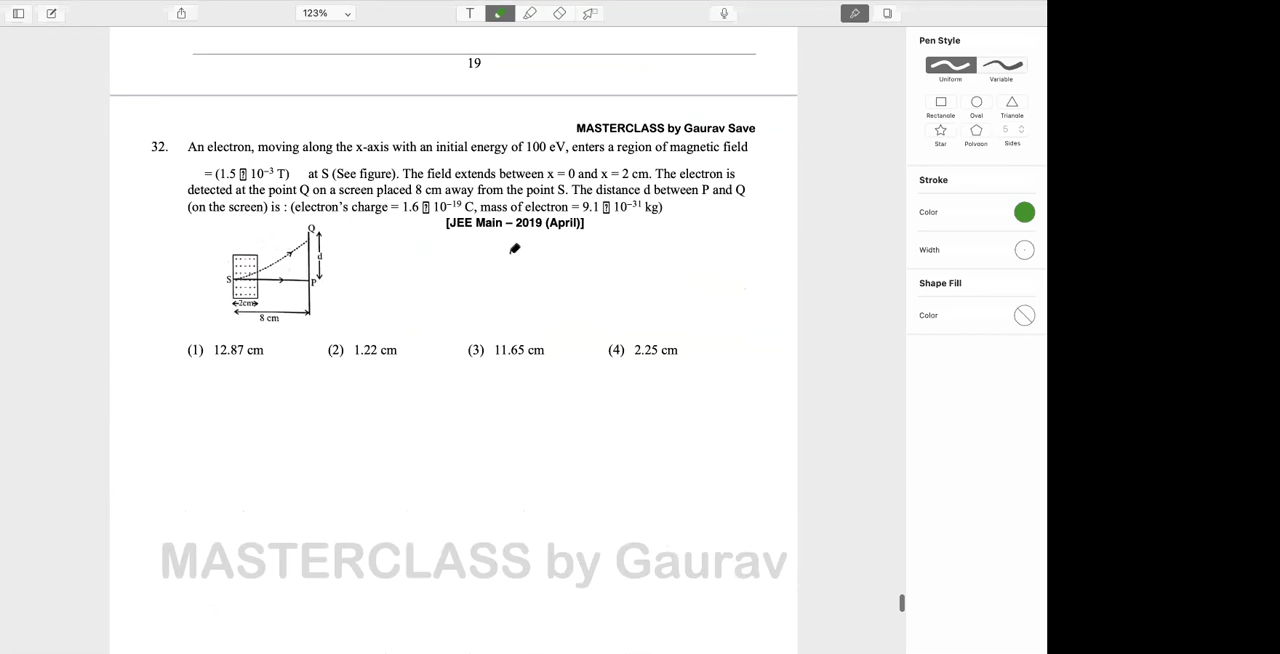 123%
T
Pen Style
Uniform Variable
Rectangle Oval Triangle
5
Star Polygon Sides
Stroke
Color
Width
Shape Fill
Color
19
MASTERCLASS by Gaurav Save
32. An electron, moving along the x-axis with an initial energy of 100 eV, enters a region of magnetic field
= (1.5 ⍰ 10⁻³ T) at S (See figure). The field extends between x = 0 and x = 2 cm. The electron is
detected at the point Q on a screen placed 8 cm away from the point S. The distance d between P and Q
(on the screen) is : (electron's charge = 1.6 ⍰ 10⁻¹⁹ C, mass of electron = 9.1 ⍰ 10⁻³¹ kg)
[JEE Main – 2019 (April)]
Q
d
S
P
2cm
8 cm
(1) 12.87 cm (2) 1.22 cm (3) 11.65 cm (4) 2.25 cm
MASTERCLASS by Gaurav